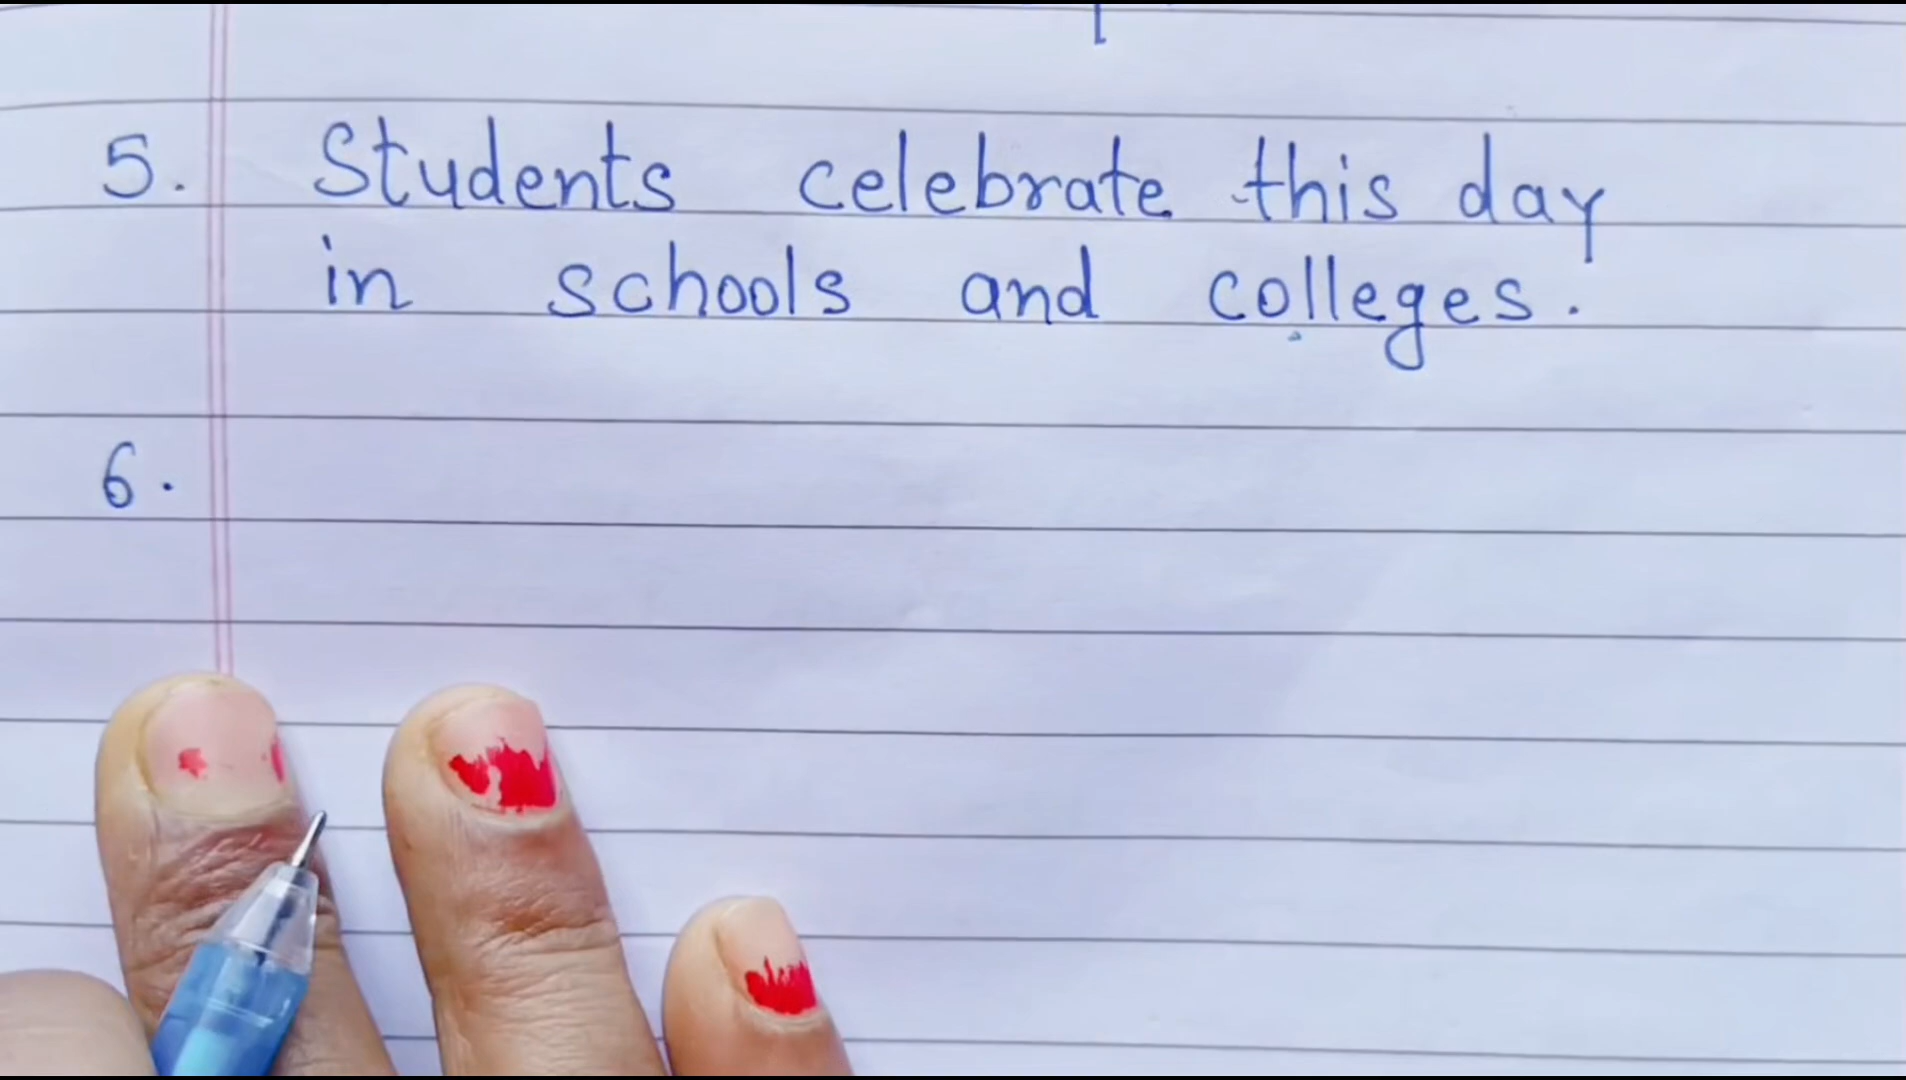 5. Students celebrate this day
in schools and colleges.
6.